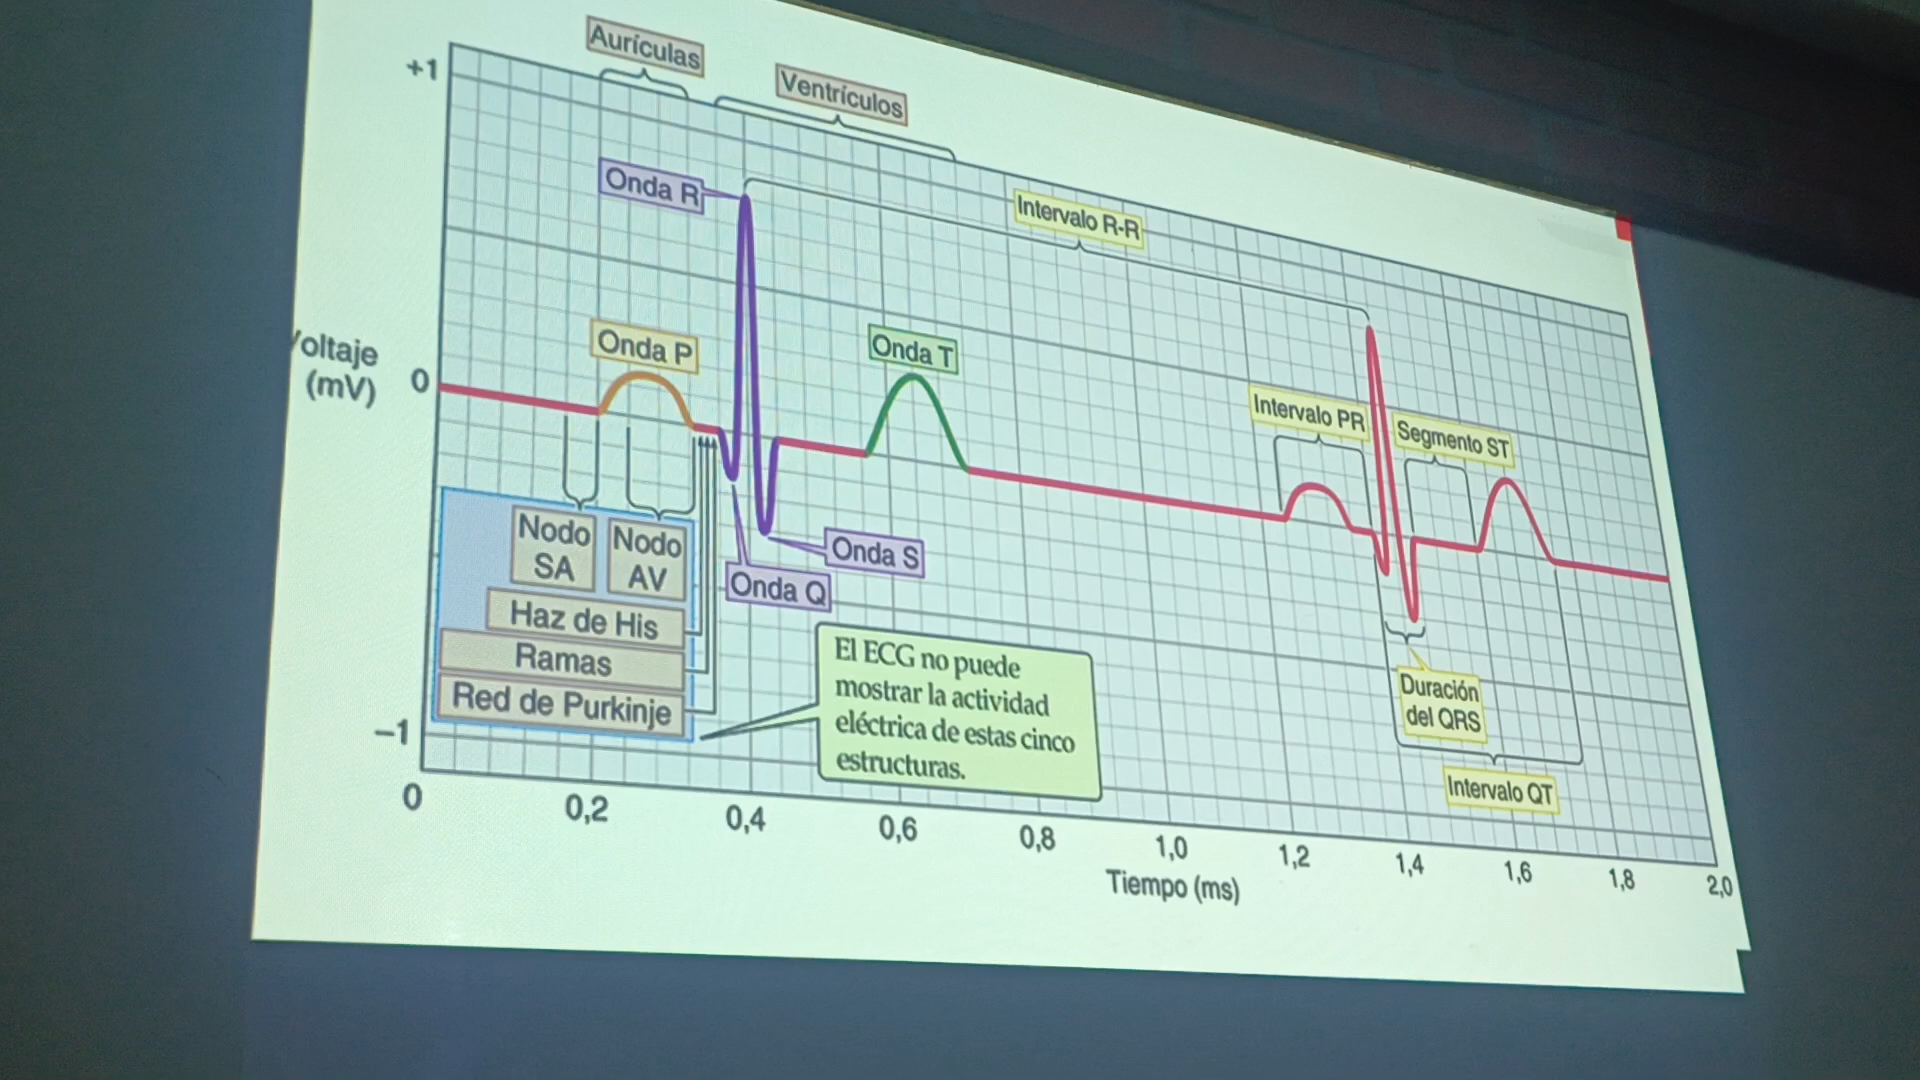 Aurículas
Ventrículos
+1
Onda R
Intervalo R-R
Onda P
Onda T
Voltaje
(mV)
0
Intervalo PR
Segmento ST
Nodo
SA
Nodo
AV
Onda S
Onda Q
Haz de His
Ramas
Red de Purkinje
El ECG no puede
mostrar la actividad
eléctrica de estas cinco
estructuras.
Duración
del QRS
Intervalo QT
−1
0
0,2
0,4
0,6
0,8
1,0
1,2
1,4
1,6
1,8
2,0
Tiempo (ms)